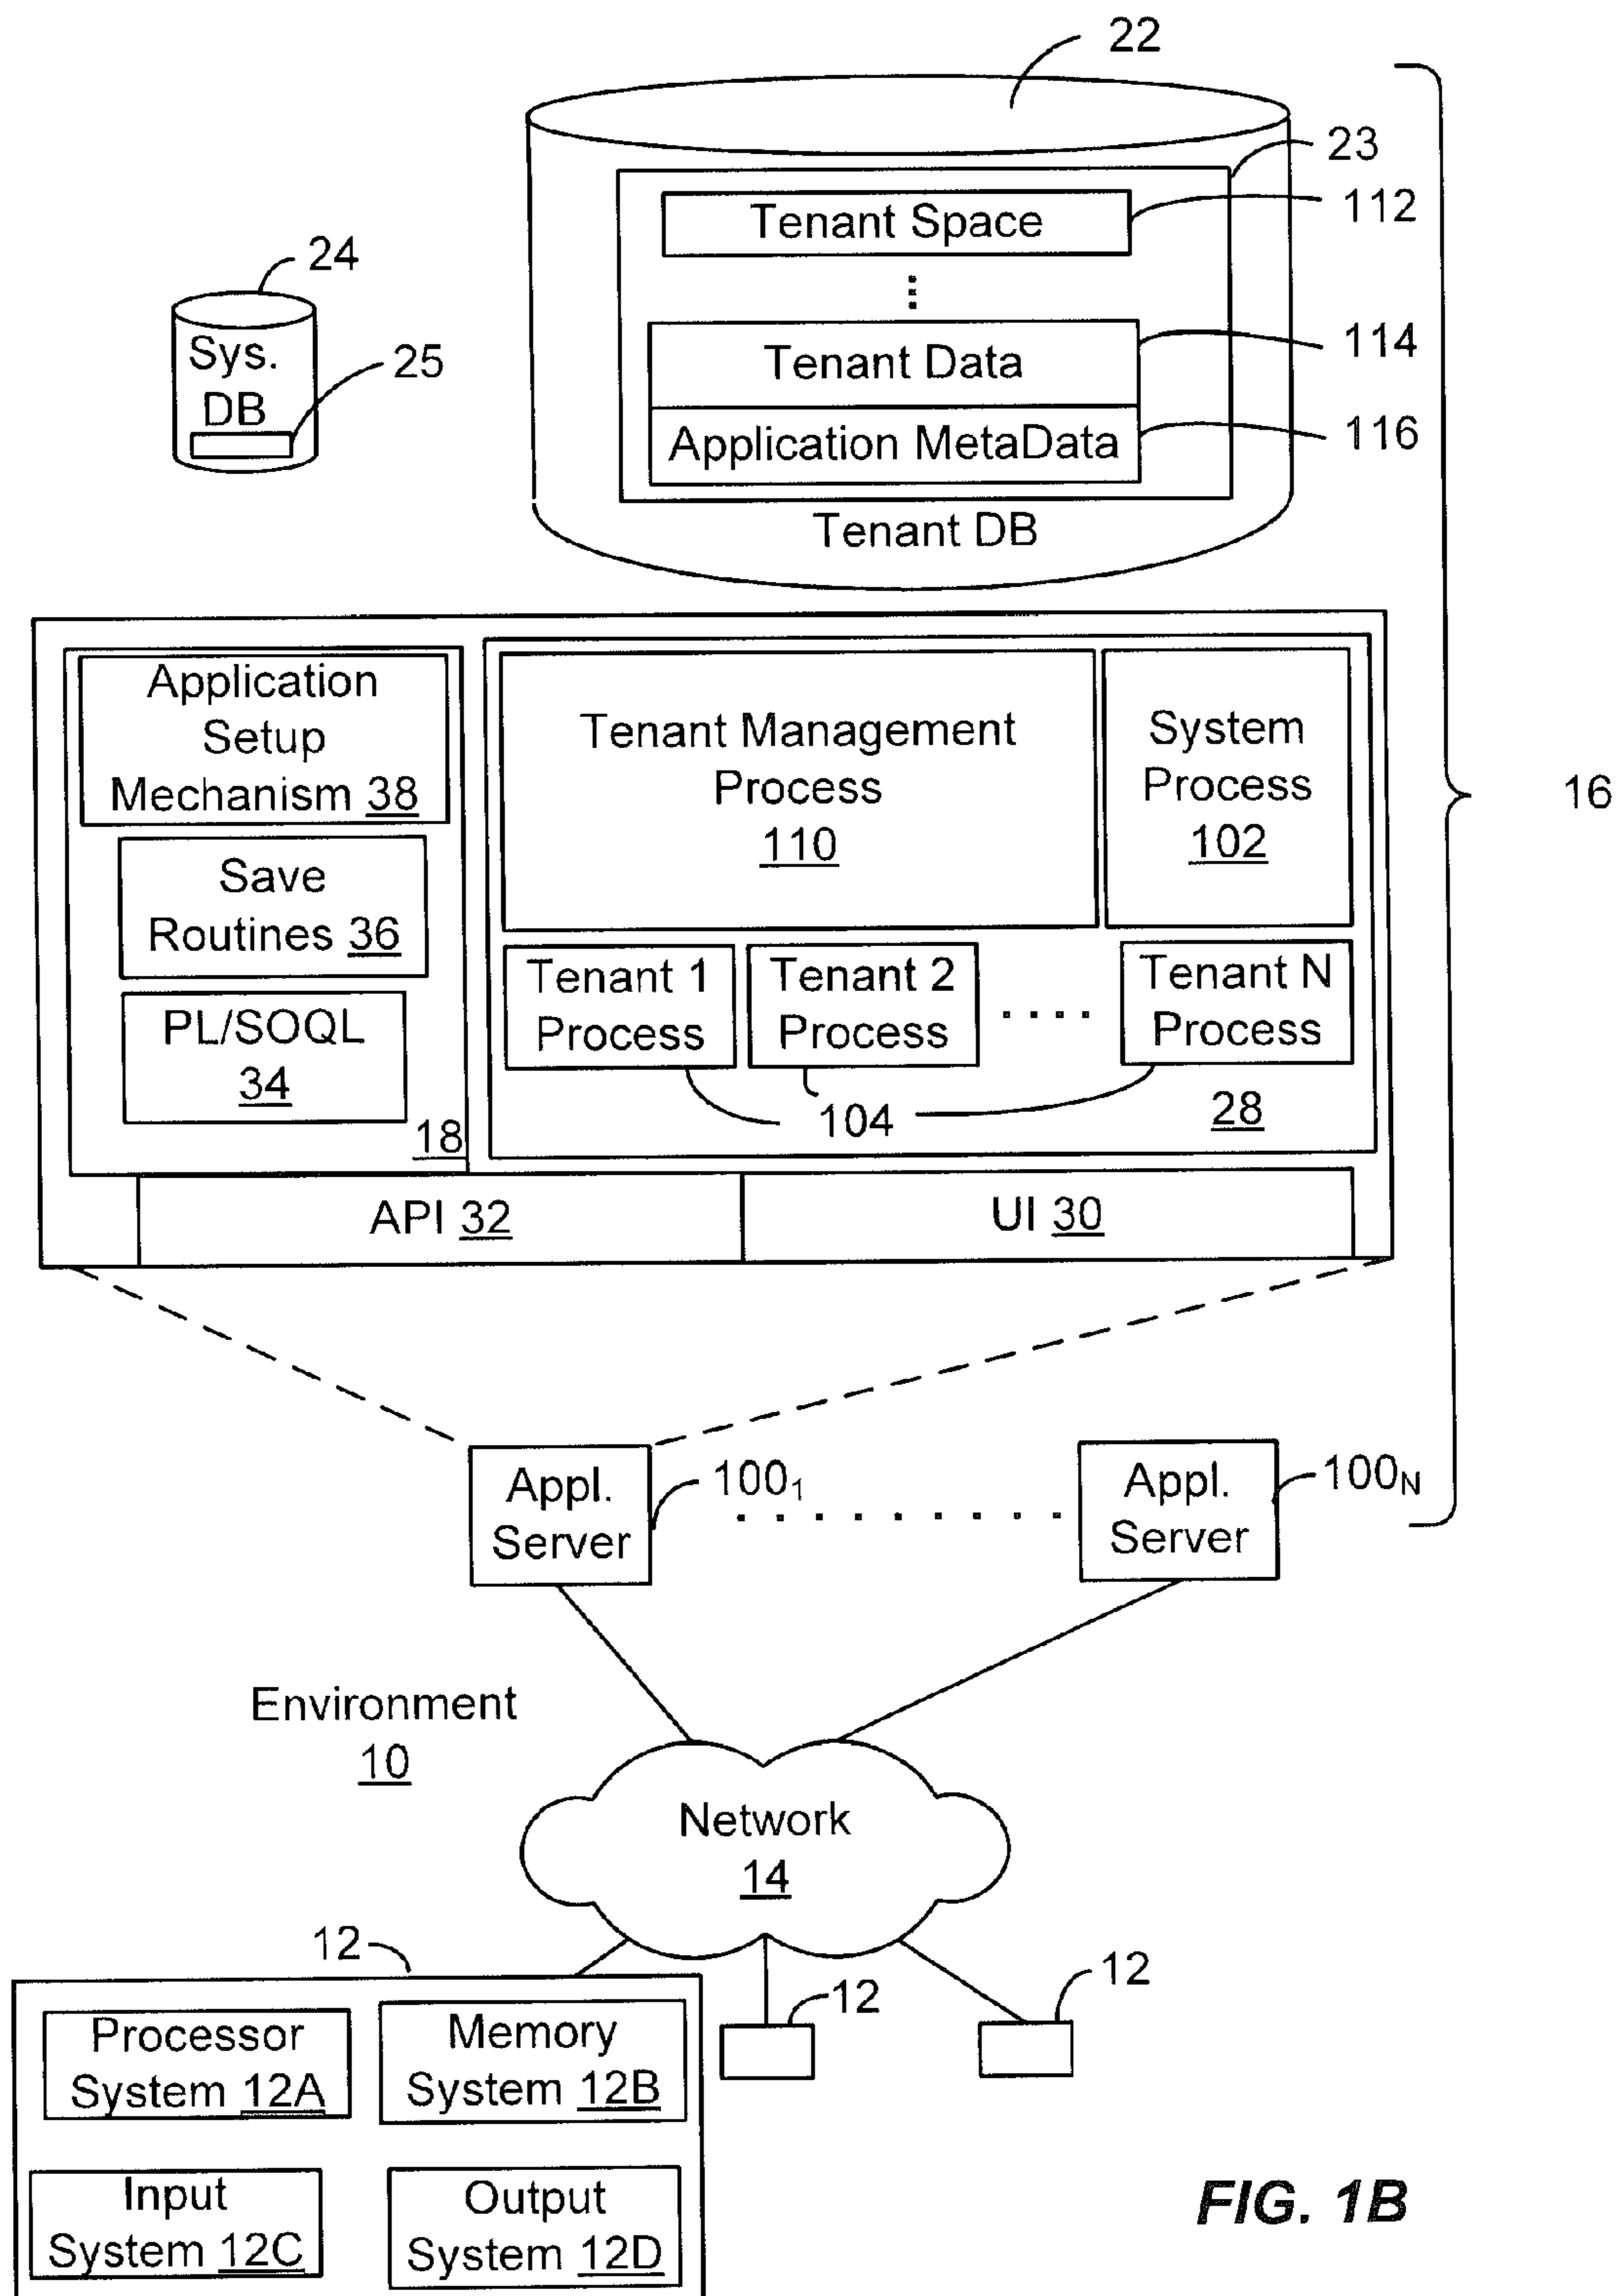 22
23
Tenant Space
112
24
Sys.
DB
25
Tenant Data
114
Application MetaData
116
Tenant DB
16
Application
Setup
Mechanism 38
Save
Routines 36
PL/SOQL
34
18
Tenant Management
Process
110
System
Process
102
Tenant 1
Process
Tenant 2
Process
Tenant N
Process
104
28
API 32
UI 30
Appl.
Server
100₁
Appl.
Server
100N
Environment
10
Network
14
12
Processor
System 12A
Memory
System 12B
Input
System 12C
Output
System 12D
12
12
FIG. 1B